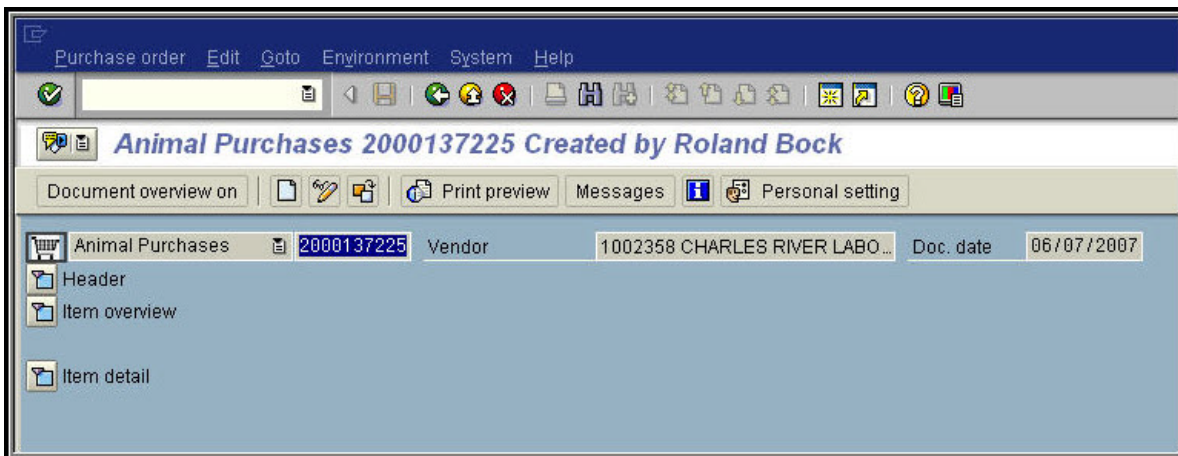 Purchase order Edit Goto Environment System Help
Animal Purchases 2000137225 Created by Roland Bock
Document overview on Print preview Messages Personal setting
Animal Purchases 2000137225 Vendor 1002358 CHARLES RIVER LABO... Doc. date 06/07/2007
Header
Item overview
Item detail